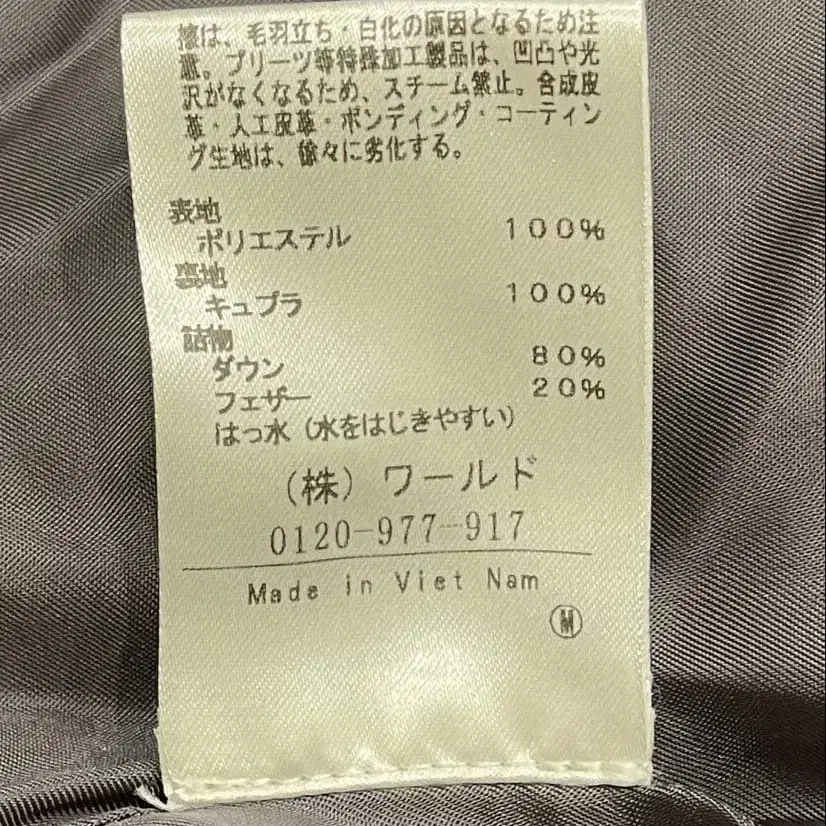 擦は、毛羽立ち・白化の原因となるため注
意。プリーツ等特殊加工製品は、凹凸や光
沢がなくなるため、スチーム禁止。合成皮
革・人工皮革・ボンディング・コーティン
グ生地は、徐々に劣化する。
表地
ポリエステル 100%
裏地
キュプラ 100%
詰物
ダウン 80%
フェザー 20%
はっ水（水をはじきやすい）
（株）ワールド
0120-977-917
Made in Viet Nam
Ⓜ